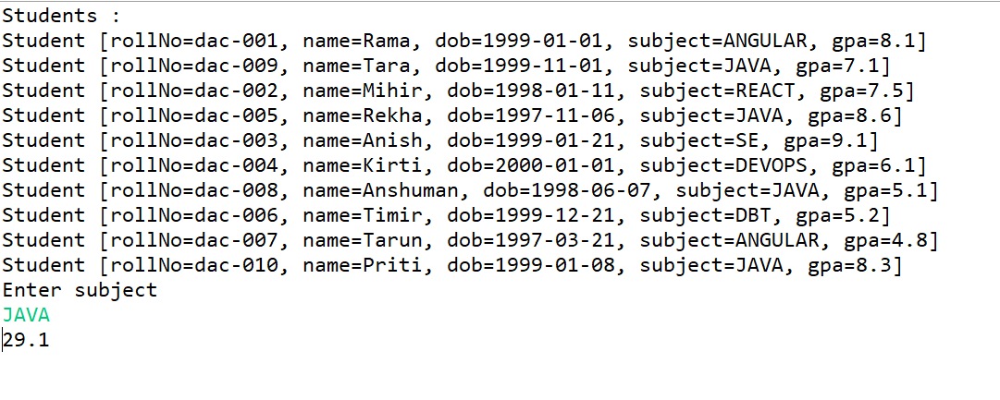 Students :
Student [rollNo=dac-001, name=Rama, dob=1999-01-01, subject=ANGULAR, gpa=8.1]
Student [rollNo=dac-009, name=Tara, dob=1999-11-01, subject=JAVA, gpa=7.1]
Student [rollNo=dac-002, name=Mihir, dob=1998-01-11, subject=REACT, gpa=7.5]
Student [rollNo=dac-005, name=Rekha, dob=1997-11-06, subject=JAVA, gpa=8.6]
Student [rollNo=dac-003, name=Anish, dob=1999-01-21, subject=SE, gpa=9.1]
Student [rollNo=dac-004, name=Kirti, dob=2000-01-01, subject=DEVOPS, gpa=6.1]
Student [rollNo=dac-008, name=Anshuman, dob=1998-06-07, subject=JAVA, gpa=5.1]
Student [rollNo=dac-006, name=Timir, dob=1999-12-21, subject=DBT, gpa=5.2]
Student [rollNo=dac-007, name=Tarun, dob=1997-03-21, subject=ANGULAR, gpa=4.8]
Student [rollNo=dac-010, name=Priti, dob=1999-01-08, subject=JAVA, gpa=8.3]
Enter subject
JAVA
29.1